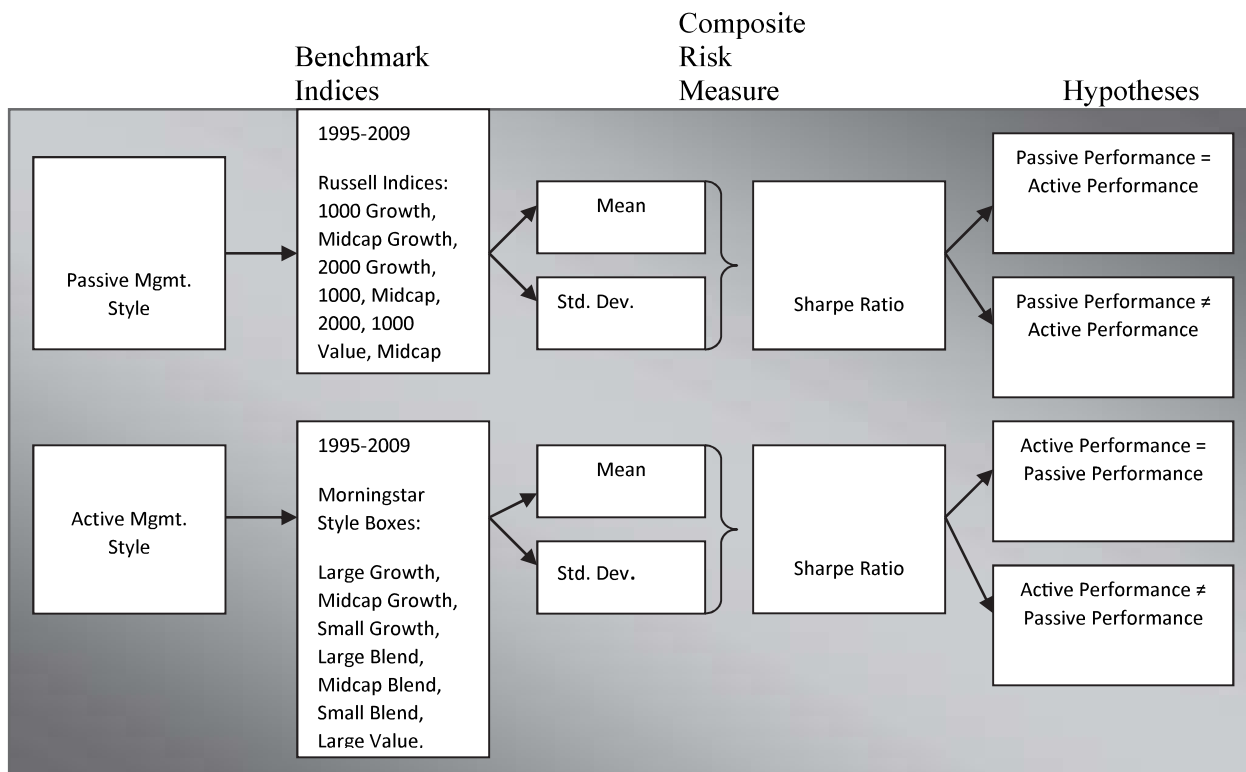 Benchmark
Indices
Composite
Risk
Measure
Hypotheses
Passive Mgmt.
Style
1995-2009
Russell Indices:
1000 Growth,
Midcap Growth,
2000 Growth,
1000, Midcap,
2000, 1000
Value, Midcap
Mean
Std. Dev.
Sharpe Ratio
Passive Performance =
Active Performance
Passive Performance ≠
Active Performance
Active Mgmt.
Style
1995-2009
Morningstar
Style Boxes:
Large Growth,
Midcap Growth,
Small Growth,
Large Blend,
Midcap Blend,
Small Blend,
Large Value,
Mean
Std. Dev.
Sharpe Ratio
Active Performance =
Passive Performance
Active Performance ≠
Passive Performance